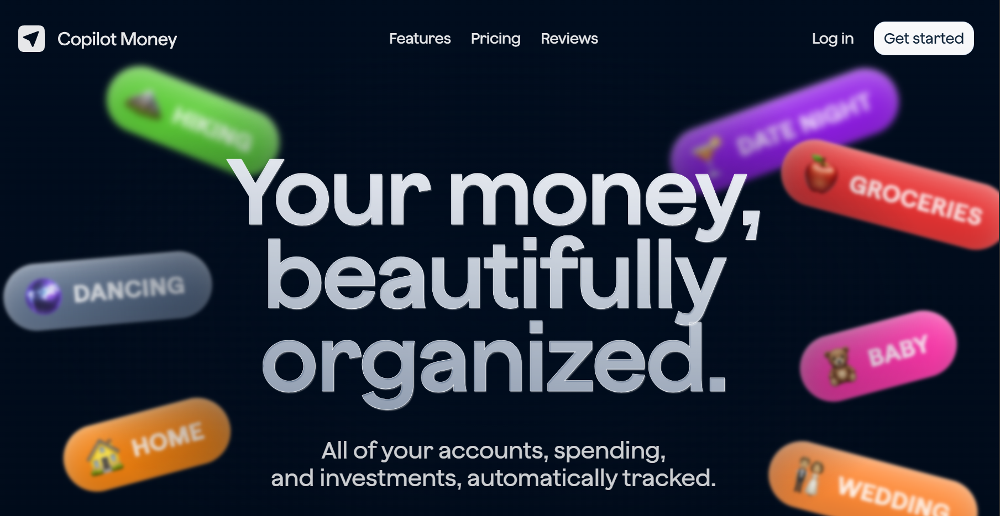 Copilot Money
Features
Pricing
Reviews
Log in
Get started
HIKING
DATE NIGHT
GROCERIES
Your money,
beautifully
organized.
DANCING
BABY
HOME
All of your accounts, spending,
and investments, automatically tracked.
WEDDING